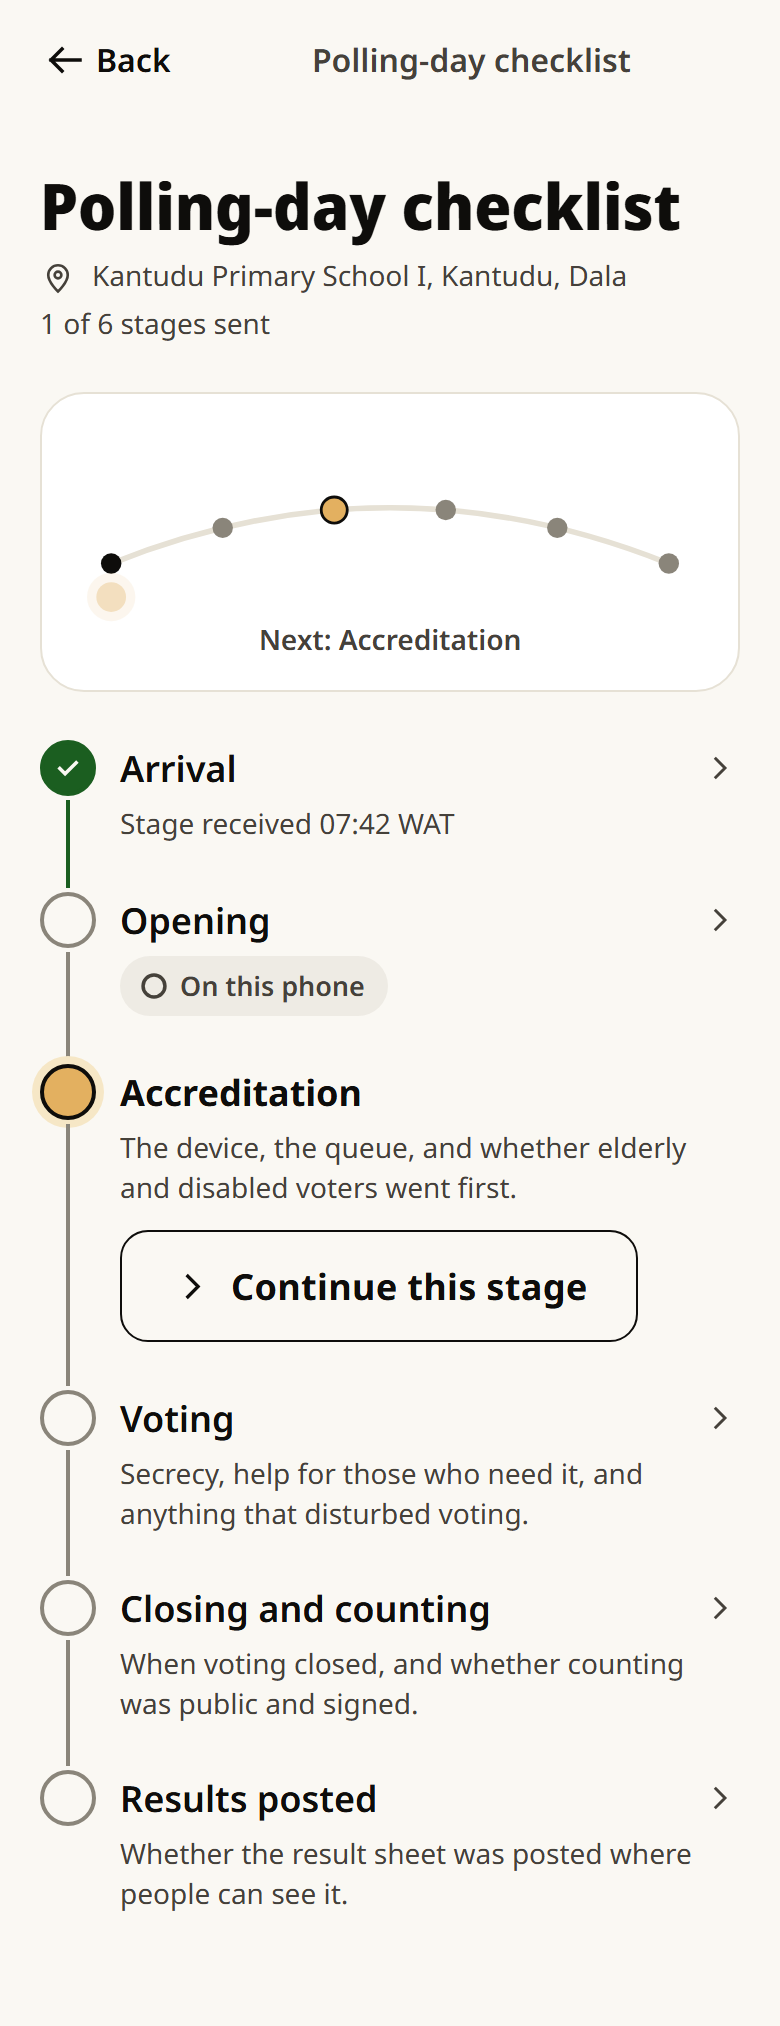 Back
Polling-day checklist
Polling-day checklist
Kantudu Primary School I, Kantudu, Dala
1 of 6 stages sent
Next: Accreditation
Arrival
Stage received 07:42 WAT
Opening
On this phone
Accreditation
The device, the queue, and whether elderly
and disabled voters went first.
Continue this stage
Voting
Secrecy, help for those who need it, and
anything that disturbed voting.
Closing and counting
When voting closed, and whether counting
was public and signed.
Results posted
Whether the result sheet was posted where
people can see it.